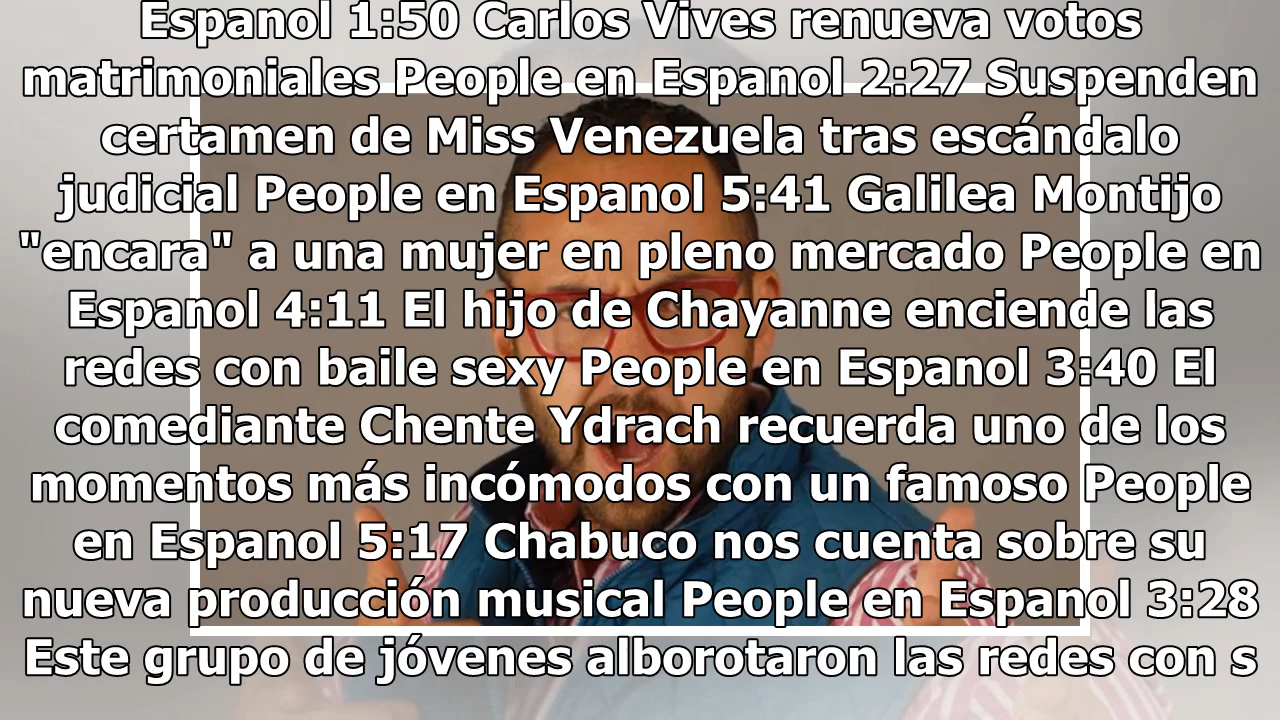 Espanol 1:50 Carlos Vives renueva votos
matrimoniales People en Espanol 2:27 Suspenden
certamen de Miss Venezuela tras escándalo
judicial People en Espanol 5:41 Galilea Montijo
"encara" a una mujer en pleno mercado People en
Espanol 4:11 El hijo de Chayanne enciende las
redes con baile sexy People en Espanol 3:40 El
comediante Chente Ydrach recuerda uno de los
momentos más incómodos con un famoso People
en Espanol 5:17 Chabuco nos cuenta sobre su
nueva producción musical People en Espanol 3:28
Este grupo de jóvenes alborotaron las redes con s